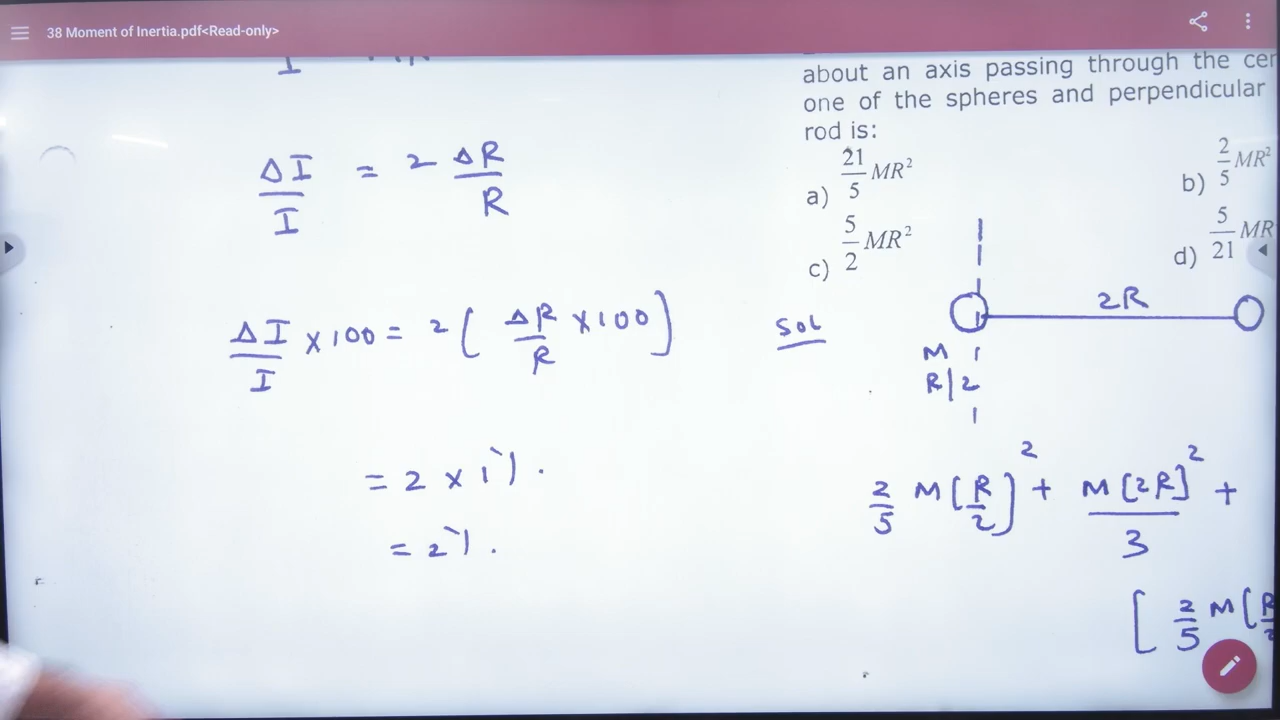 38 Moment of Inertia.pdf<Read-only>
I
ΔI/I = 2 ΔR/R
ΔI/I × 100 = 2 ( ΔR/R × 100 )
= 2 × 1%.
= 2%.
about an axis passing through the cen
one of the spheres and perpendicular
rod is:
a) 21/5 MR²
b) 2/5 MR²
c) 5/2 MR²
d) 5/21 MR
Sol
2R
M
R/2
2/5 M[R/2]² + M[2R]²/3 +
[ 2/5 M[R/2